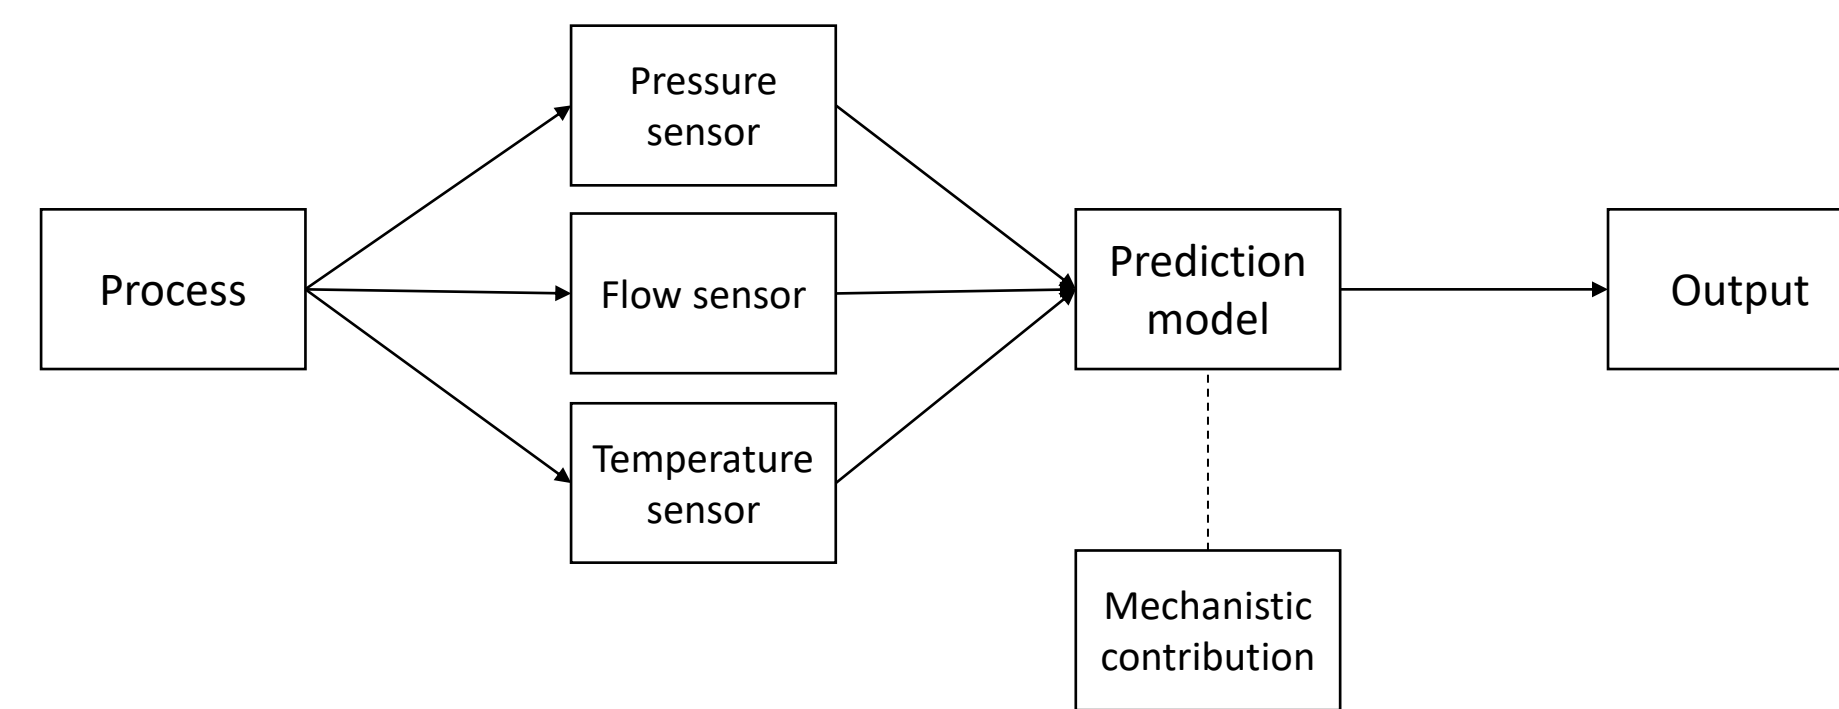 Process
Pressure
sensor
Flow sensor
Temperature
sensor
Prediction
model
Mechanistic
contribution
Output